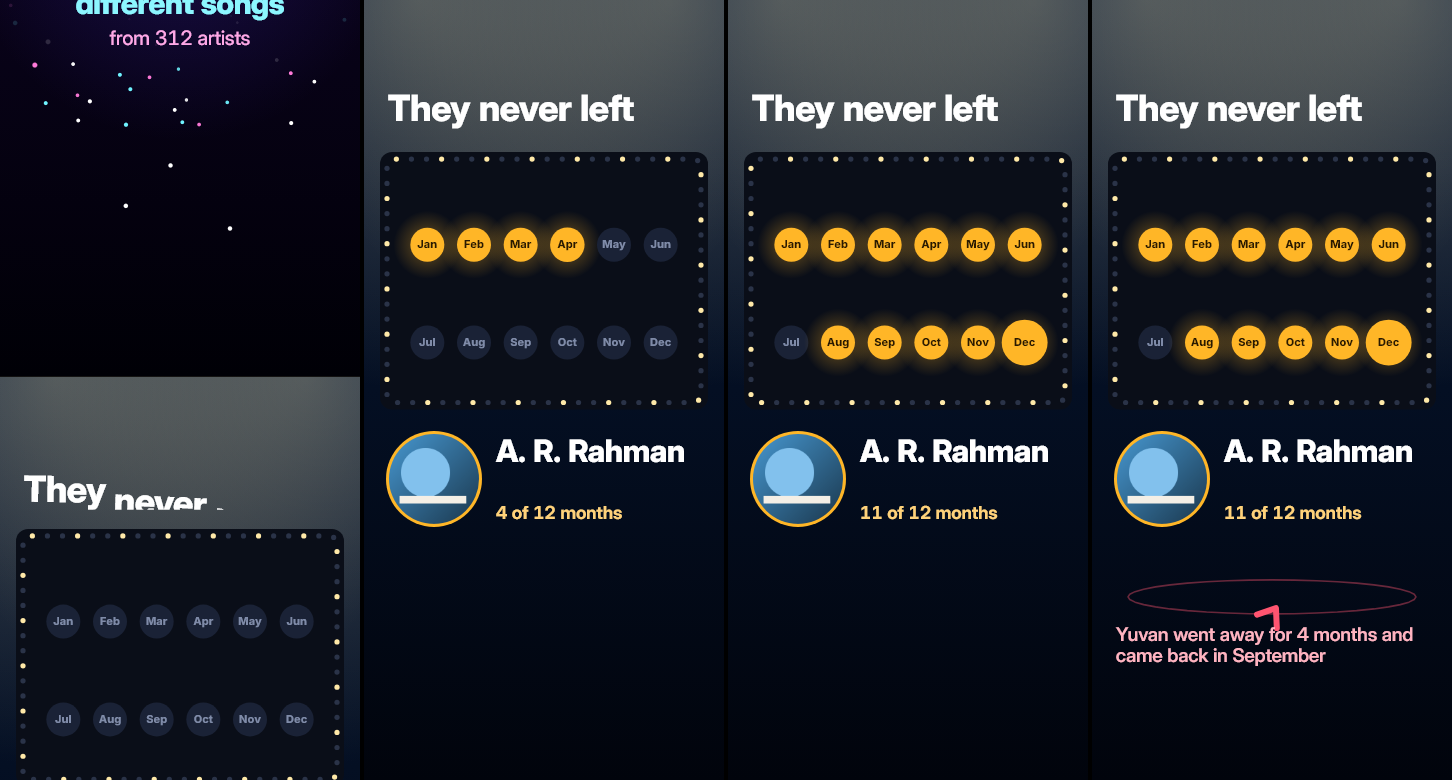 different songs
from 312 artists
They never
Jan Feb Mar Apr May Jun
Jul Aug Sep Oct Nov Dec
They never left
Jan Feb Mar Apr May Jun
Jul Aug Sep Oct Nov Dec
A. R. Rahman
4 of 12 months
They never left
Jan Feb Mar Apr May Jun
Jul Aug Sep Oct Nov Dec
A. R. Rahman
11 of 12 months
They never left
Jan Feb Mar Apr May Jun
Jul Aug Sep Oct Nov Dec
A. R. Rahman
11 of 12 months
Yuvan went away for 4 months and
came back in September